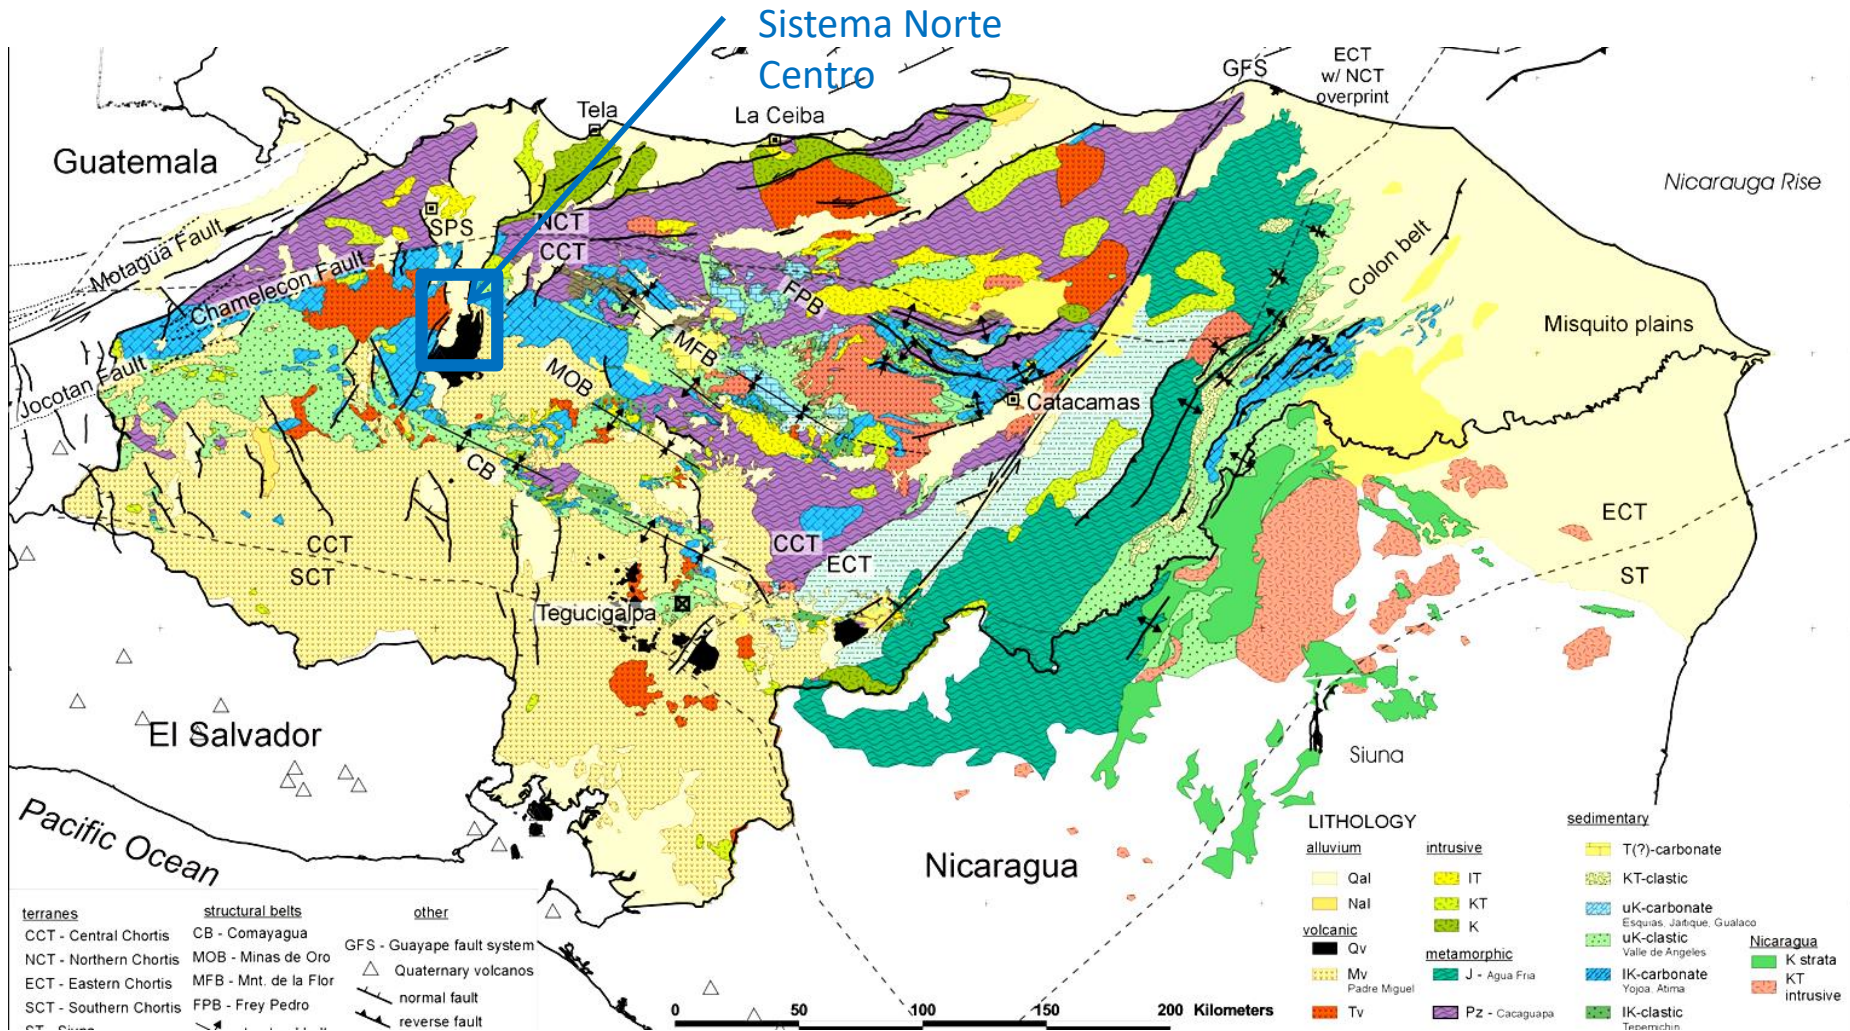 Sistema Norte
Centro
GFS
ECT
w/ NCT
overprint
Tela
La Ceiba
Guatemala
Nicarauga Rise
SPS
NCT
CCT
Motagua Fault
Chamelecon Fault
Colon belt
FPB
Misquito plains
MFB
MOB
Jocotan Fault
Catacamas
CB
ECT
CCT
SCT
CCT
ECT
ST
Tegucigalpa
El Salvador
Siuna
Pacific Ocean
Nicaragua
LITHOLOGY
alluvium
Qal
Nal
volcanic
Qv
Mv
Padre Miguel
Tv
intrusive
IT
KT
K
metamorphic
J - Agua Fria
Pz - Cacaguapa
sedimentary
T(?)-carbonate
KT-clastic
uK-carbonate
Esquias, Jaitique, Gualaco
uK-clastic
Valle de Angeles
IK-carbonate
Yojoa, Atima
IK-clastic
Tepemichin
Nicaragua
K strata
KT
intrusive
terranes
CCT - Central Chortis
NCT - Northern Chortis
ECT - Eastern Chortis
SCT - Southern Chortis
ST - Siuna
structural belts
CB - Comayagua
MOB - Minas de Oro
MFB - Mnt. de la Flor
FPB - Frey Pedro
other
GFS - Guayape fault system
Quaternary volcanos
normal fault
reverse fault
0 50 100 150 200 Kilometers